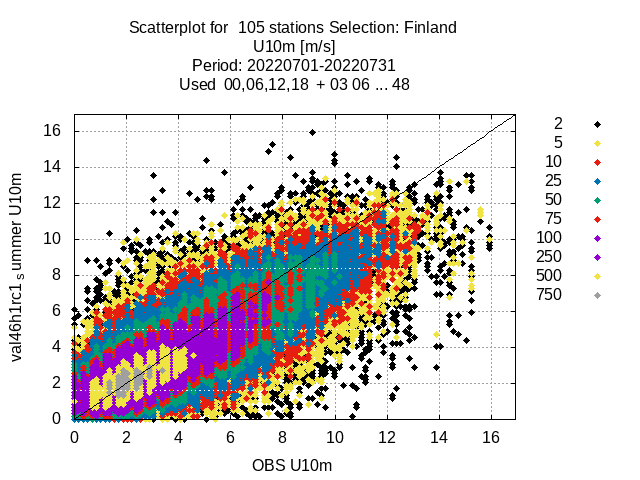 Scatterplot for 105 stations Selection: Finland
U10m [m/s]
Period: 20220701-20220731
Used 00,06,12,18 + 03 06 ... 48
val46h1rc1 summer U10m
16
14
12
10
8
6
4
2
0
0 2 4 6 8 10 12 14 16
OBS U10m
2
5
10
25
50
75
100
250
500
750